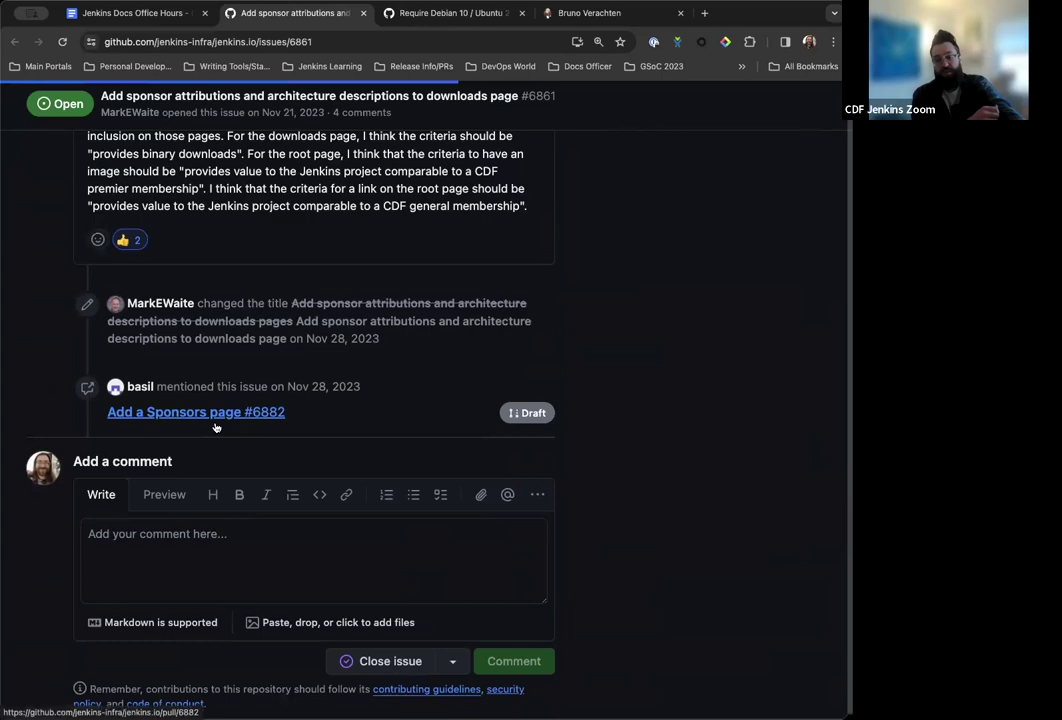 Jenkins Docs Office Hours -
Add sponsor attributions and
Require Debian 10 / Ubuntu 2
Bruno Verachten
github.com/jenkins-infra/jenkins.io/issues/6861
Main Portals
Personal Develop...
Writing Tools/Sta...
Jenkins Learning
Release Info/PRs
DevOps World
Docs Officer
GSoC 2023
»
All Bookmarks
CDF Jenkins Zoom
Open
Add sponsor attributions and architecture descriptions to downloads page #6861
MarkEWaite opened this issue on Nov 21, 2023 · 4 comments
inclusion on those pages. For the downloads page, I think the criteria should be
"provides binary downloads". For the root page, I think that the criteria to have an
image should be "provides value to the Jenkins project comparable to a CDF
premier membership". I think that the criteria for a link on the root page should be
"provides value to the Jenkins project comparable to a CDF general membership".
👍 2
MarkEWaite changed the title Add sponsor attributions and architecture
descriptions to downloads pages Add sponsor attributions and architecture
descriptions to downloads page on Nov 28, 2023
basil mentioned this issue on Nov 28, 2023
Add a Sponsors page #6882
Draft
Add a comment
Write
Preview
Add your comment here...
Markdown is supported
Paste, drop, or click to add files
Close issue
Comment
Remember, contributions to this repository should follow its contributing guidelines, security
policy, and code of conduct.
https://github.com/jenkins-infra/jenkins.io/pull/6882